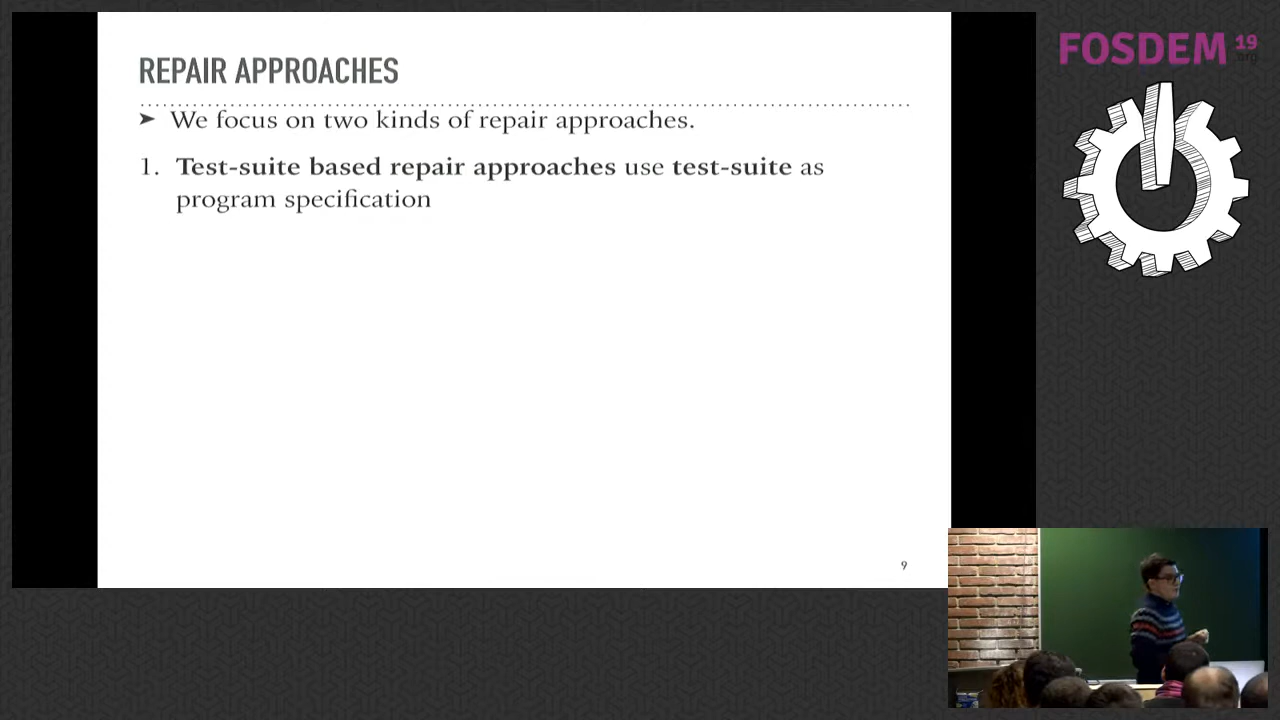 REPAIR APPROACHES
➤ We focus on two kinds of repair approaches.
1. Test-suite based repair approaches use test-suite as
program specification
9
FOSDEM 19
.org